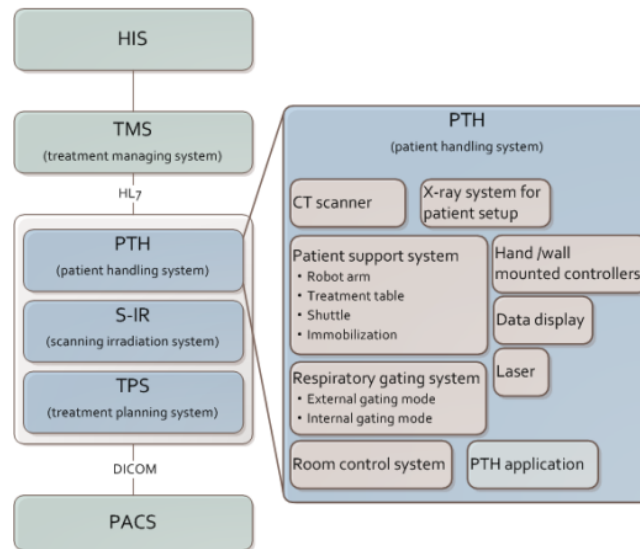 HIS
TMS
(treatment managing system)
HL7
PTH
(patient handling system)
S-IR
(scanning irradiation system)
TPS
(treatment planning system)
DICOM
PACS
PTH
(patient handling system)
CT scanner
X-ray system for
patient setup
Patient support system
• Robot arm
• Treatment table
• Shuttle
• Immobilization
Hand /wall
mounted controllers
Data display
Laser
Respiratory gating system
• External gating mode
• Internal gating mode
Room control system
PTH application